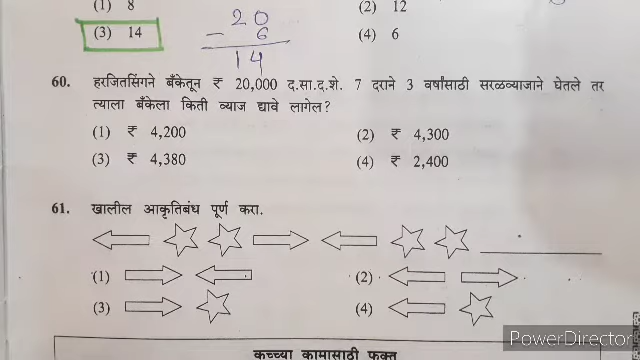 (1) 8
(2) 12
(3) 14
(4) 6
20
- 6
14
60. हरजितसिंगने बँकेतून ₹ 20,000 द.सा.द.शे. 7 दराने 3 वर्षांसाठी सरळव्याजाने घेतले तर
त्याला बँकेला किती व्याज द्यावे लागेल?
(1) ₹ 4,200
(2) ₹ 4,300
(3) ₹ 4,380
(4) ₹ 2,400
61. खालील आकृतिबंध पूर्ण करा.
(1)
(2)
(3)
(4)
कच्च्या कामासाठी फक्त
PowerDirector